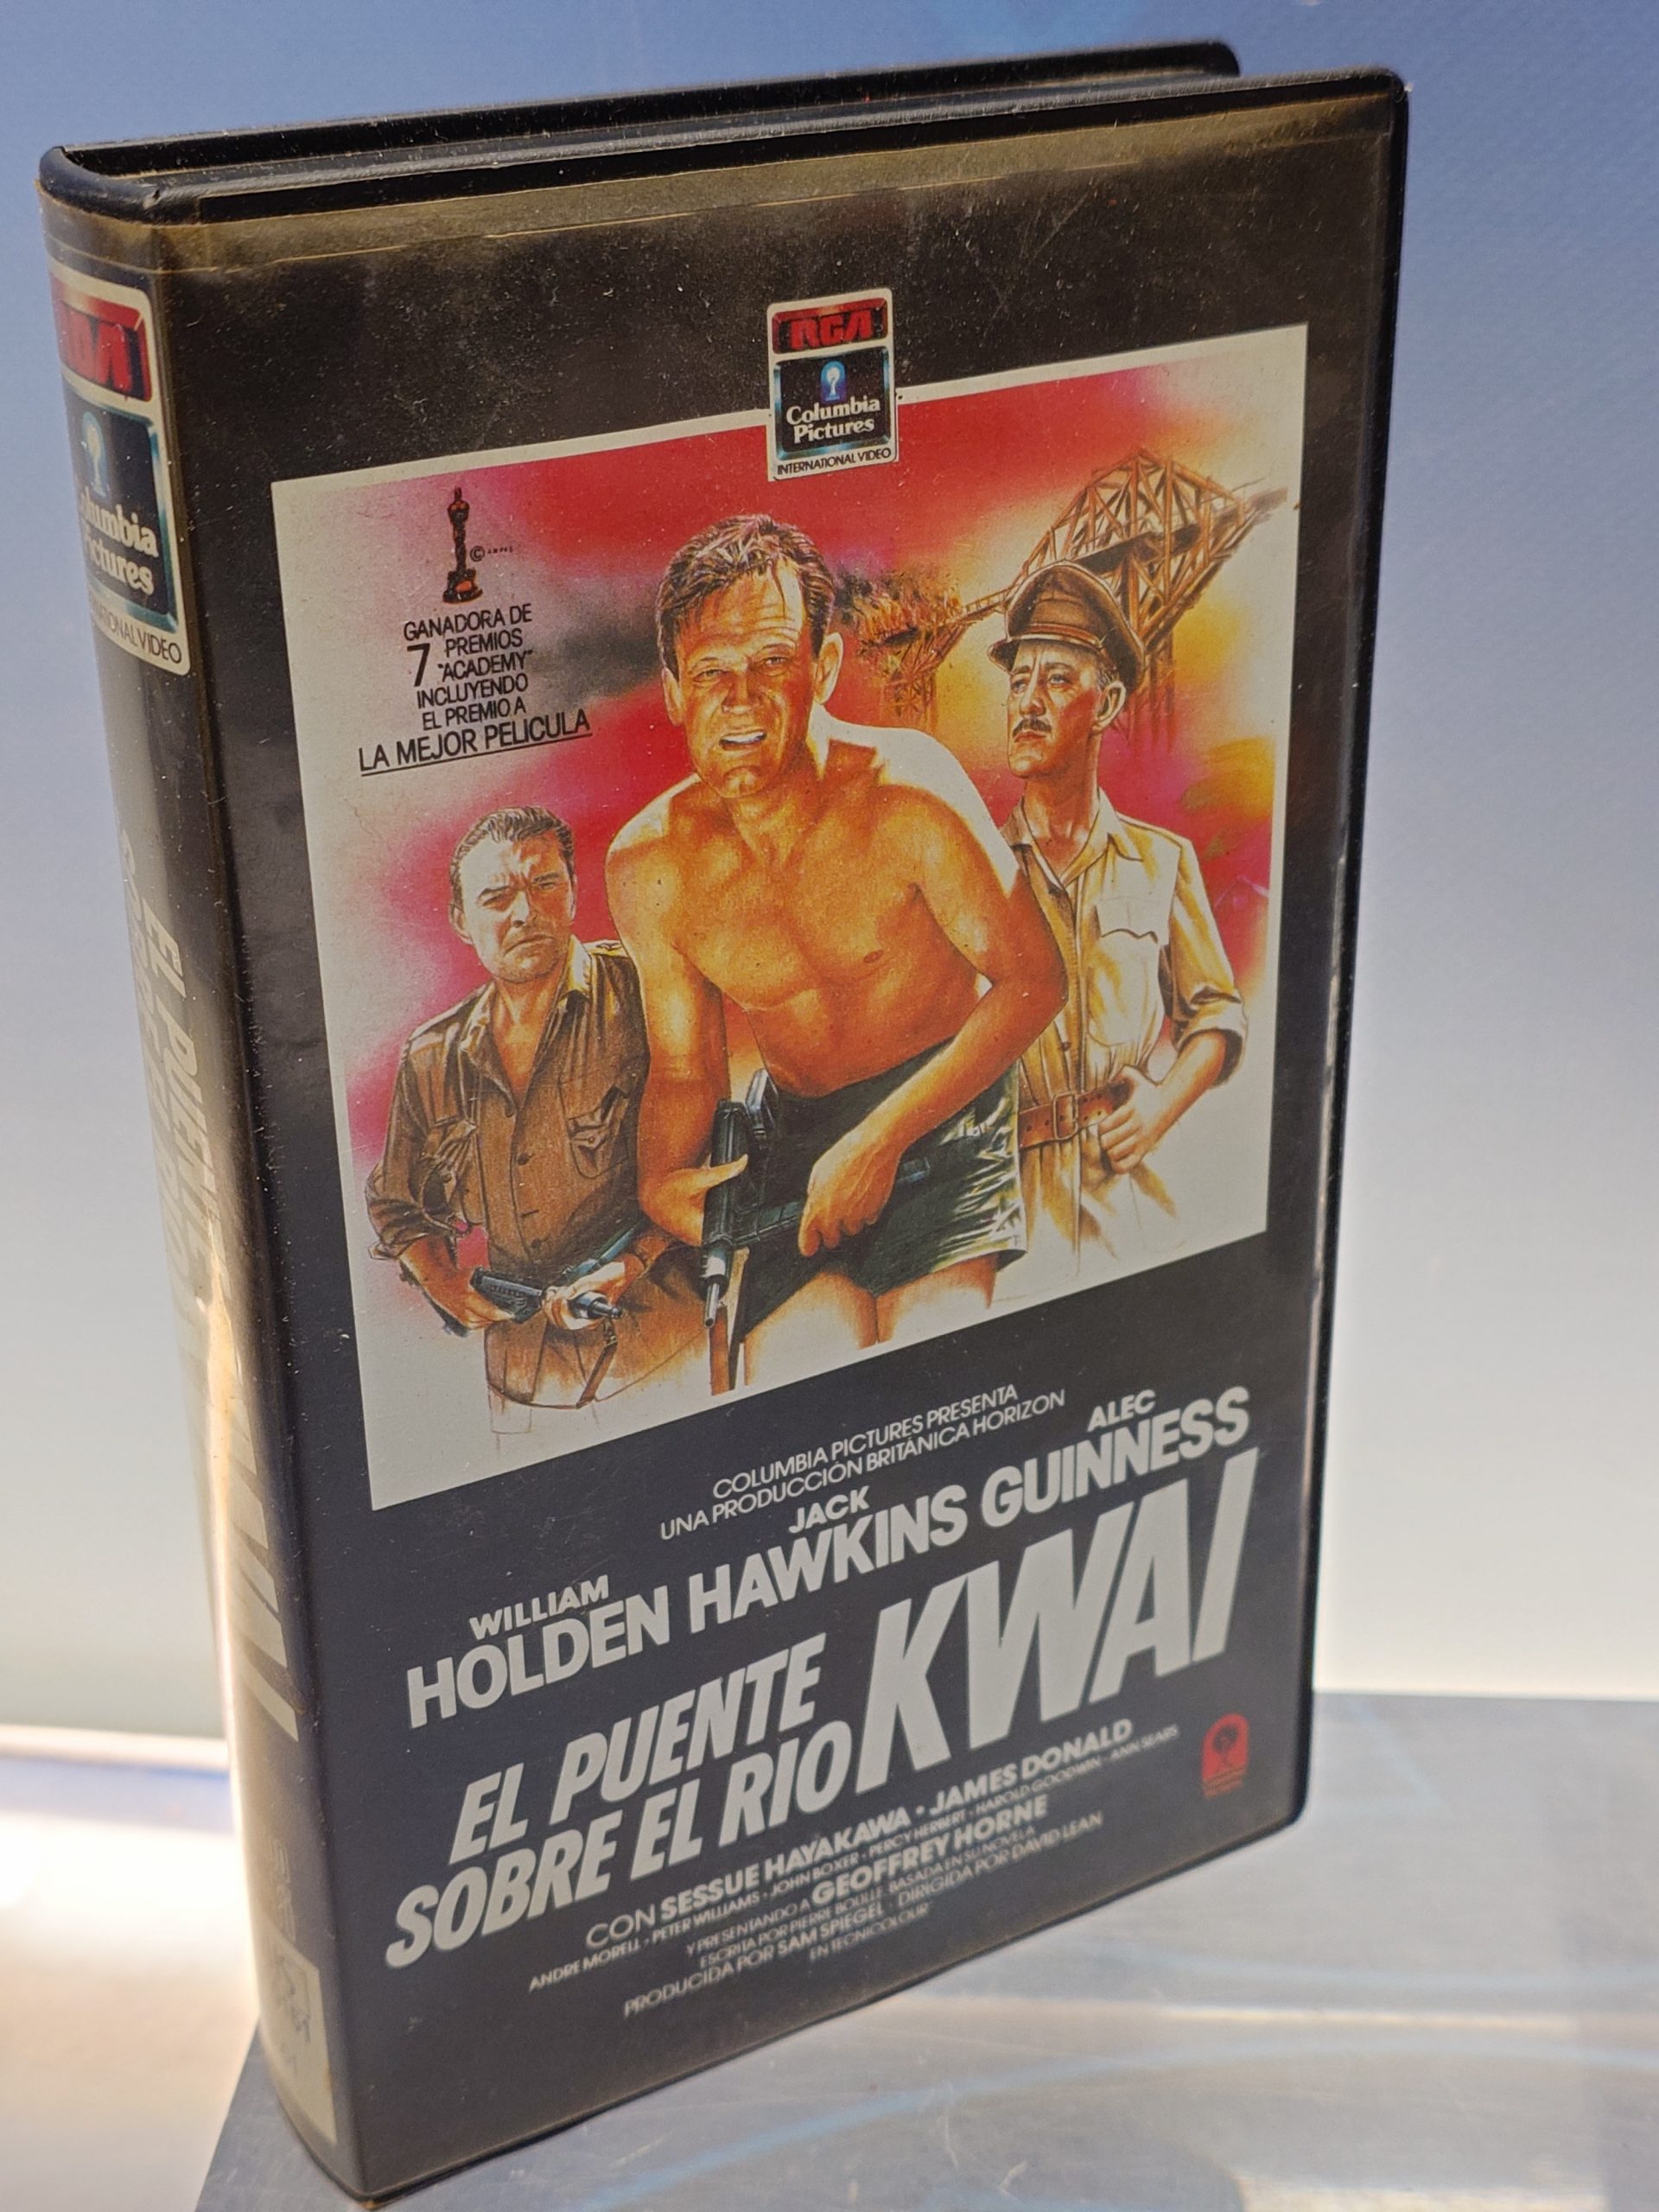 RCA
Columbia
Pictures
INTERNATIONAL VIDEO
GANADORA DE
7 PREMIOS
"ACADEMY"
INCLUYENDO
EL PREMIO A
LA MEJOR PELICULA
COLUMBIA PICTURES PRESENTA
UNA PRODUCCIÓN BRITÁNICA HORIZON
WILLIAM
HOLDEN
JACK
HAWKINS
ALEC
GUINNESS
EL PUENTE
SOBRE EL RIO KWAI
CON SESSUE HAYAKAWA • JAMES DONALD
ANDRE MORELL • PETER WILLIAMS • JOHN BOXER • PERCY HERBERT • HAROLD GOODWIN • ANN SEARS
Y PRESENTANDO A GEOFFREY HORNE
ESCRITA POR PIERRE BOULLE BASADA EN SU NOVELA
PRODUCIDA POR SAM SPIEGEL • DIRIGIDA POR DAVID LEAN
EN TECNICOLOUR
RCA
Columbia
Pictures
INTERNATIONAL VIDEO
EL PUENTE